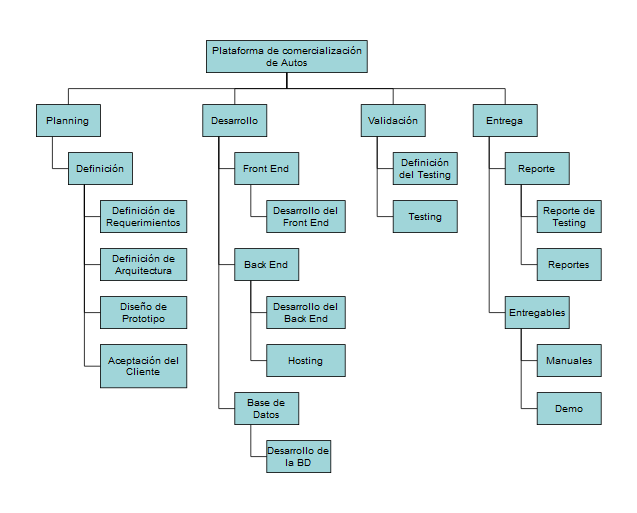 Plataforma de comercialización
de Autos
Planning
Desarrollo
Validación
Entrega
Definición
Front End
Definición
del Testing
Reporte
Definición de
Requerimientos
Desarrollo del
Front End
Testing
Reporte de
Testing
Definición de
Arquitectura
Back End
Reportes
Diseño de
Prototipo
Desarrollo del
Back End
Entregables
Aceptación del
Cliente
Hosting
Manuales
Base de
Datos
Demo
Desarrollo de
la BD